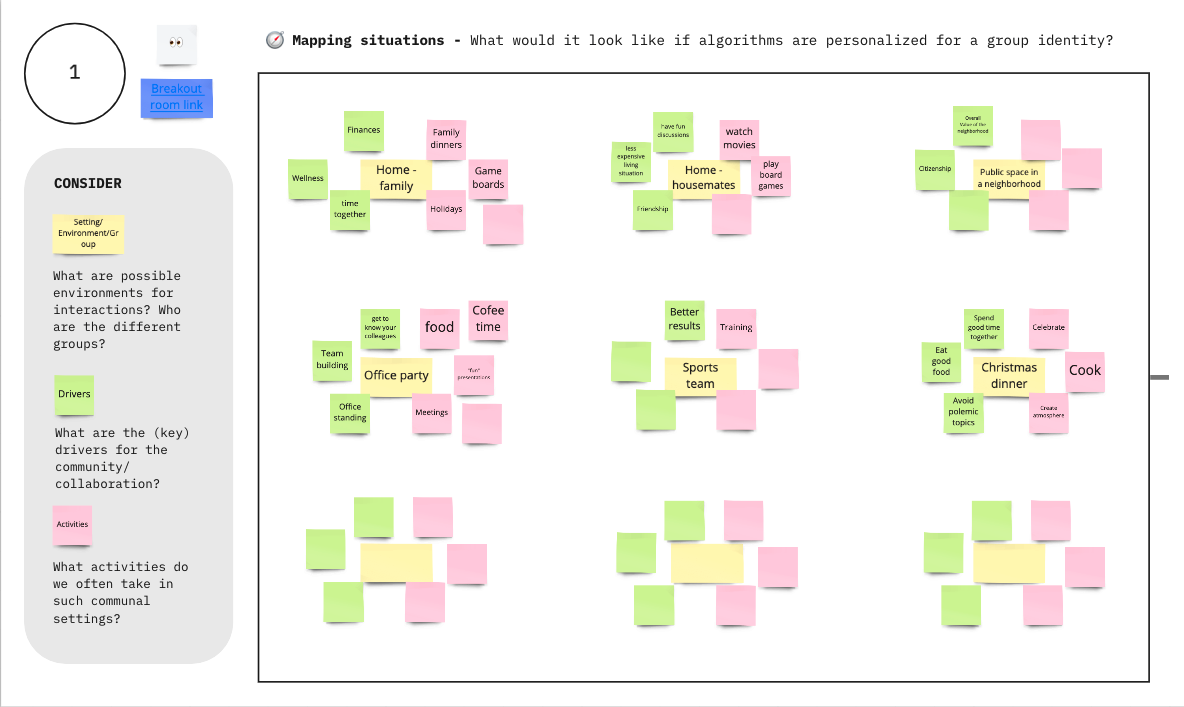 1
Breakout
room link
🧭 Mapping situations - What would it look like if algorithms are personalized for a group identity?
CONSIDER
Setting/
Environment/Gr
oup
What are possible
environments for
interactions? Who
are the different
groups?
Drivers
What are the (key)
drivers for the
community/
collaboration?
Activities
What activities do
we often take in
such communal
settings?
Finances
Family
dinners
Wellness
Home -
family
Game
boards
time
together
Holidays
have fun
discussions
watch
movies
less
expensive
living
situation
Home -
housemates
play
board
games
Friendship
Overall
Value of the
neighborhood
Citizenship
Public space in
a neighborhood
get to
know your
colleagues
food
Cofee
time
Team
building
Office party
"fun"
presentations
Office
standing
Meetings
Better
results
Training
Sports
team
Spend
good time
together
Celebrate
Eat
good
food
Christmas
dinner
Cook
Avoid
polemic
topics
Create
atmosphere